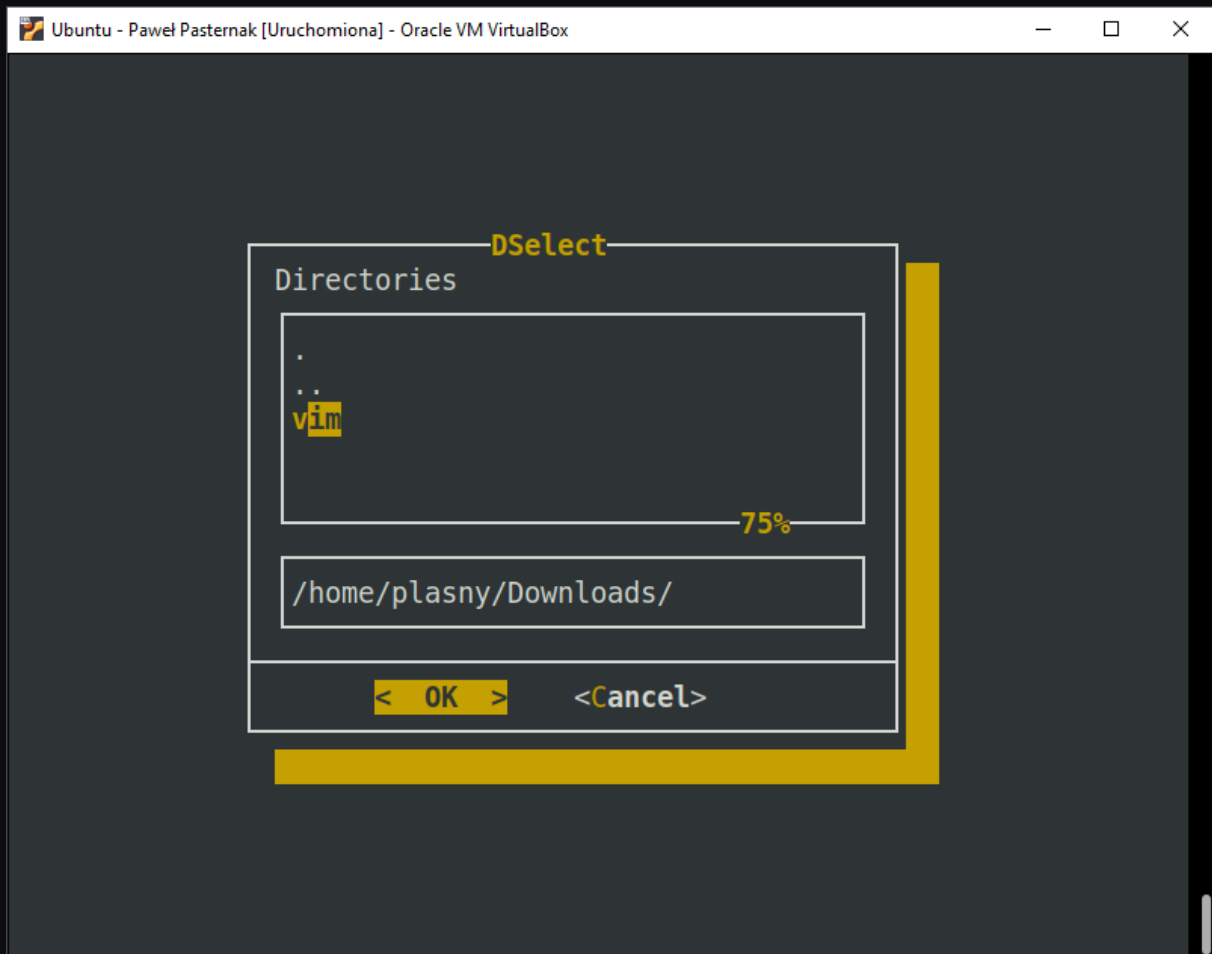 Ubuntu - Paweł Pasternak [Uruchomiona] - Oracle VM VirtualBox
DSelect
Directories
.
..
vim
75%
/home/plasny/Downloads/
< OK > <Cancel>